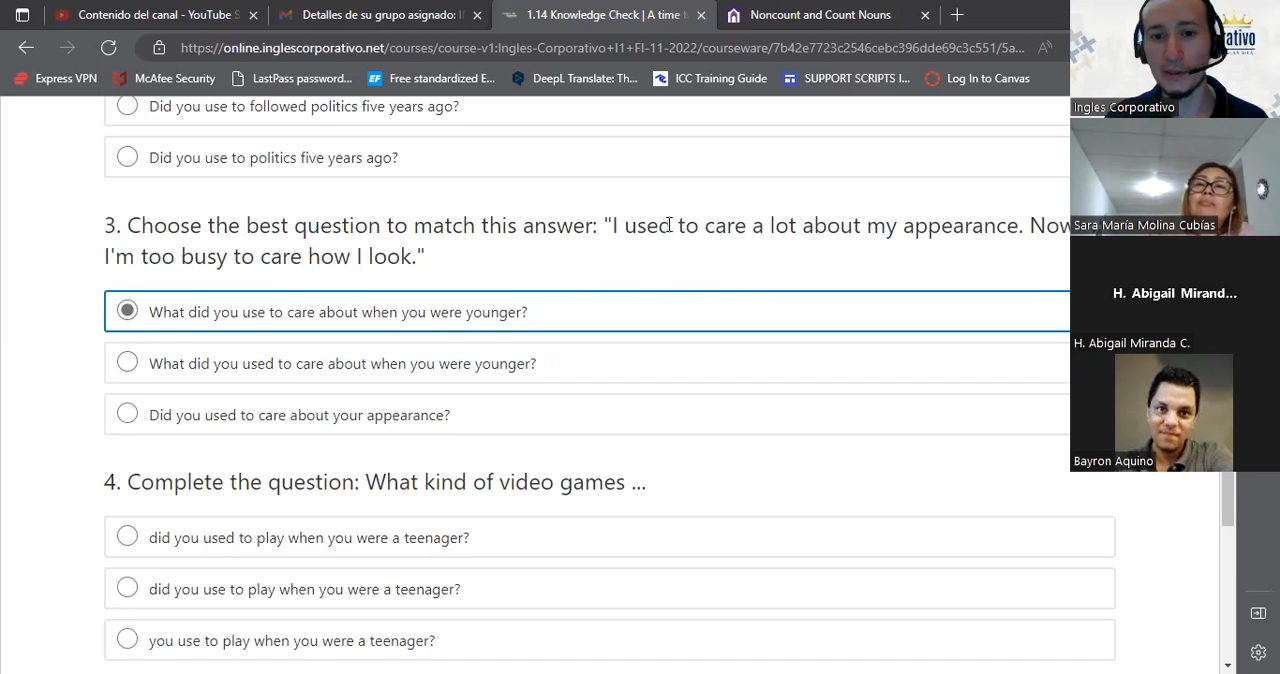 Contenido del canal - YouTube S
Detalles de su grupo asignado: II
1.14 Knowledge Check | A time t
Noncount and Count Nouns
https://online.inglescorporativo.net/courses/course-v1:Ingles-Corporativo+I1+FI-11-2022/courseware/7b42e7723c2546cebc396dde69c3c551/5a...
Express VPN
McAfee Security
LastPass password...
EF Free standardized E...
DeepL Translate: Th...
ICC Training Guide
SUPPORT SCRIPTS I...
Log In to Canvas
Did you use to followed politics five years ago?
Did you use to politics five years ago?
3. Choose the best question to match this answer: "I used to care a lot about my appearance. Now
I'm too busy to care how I look."
What did you use to care about when you were younger?
What did you used to care about when you were younger?
Did you used to care about your appearance?
4. Complete the question: What kind of video games ...
did you used to play when you were a teenager?
did you use to play when you were a teenager?
you use to play when you were a teenager?
Ingles Corporativo
Sara María Molina Cubías
H. Abigail Mirand...
H. Abigail Miranda C.
Bayron Aquino